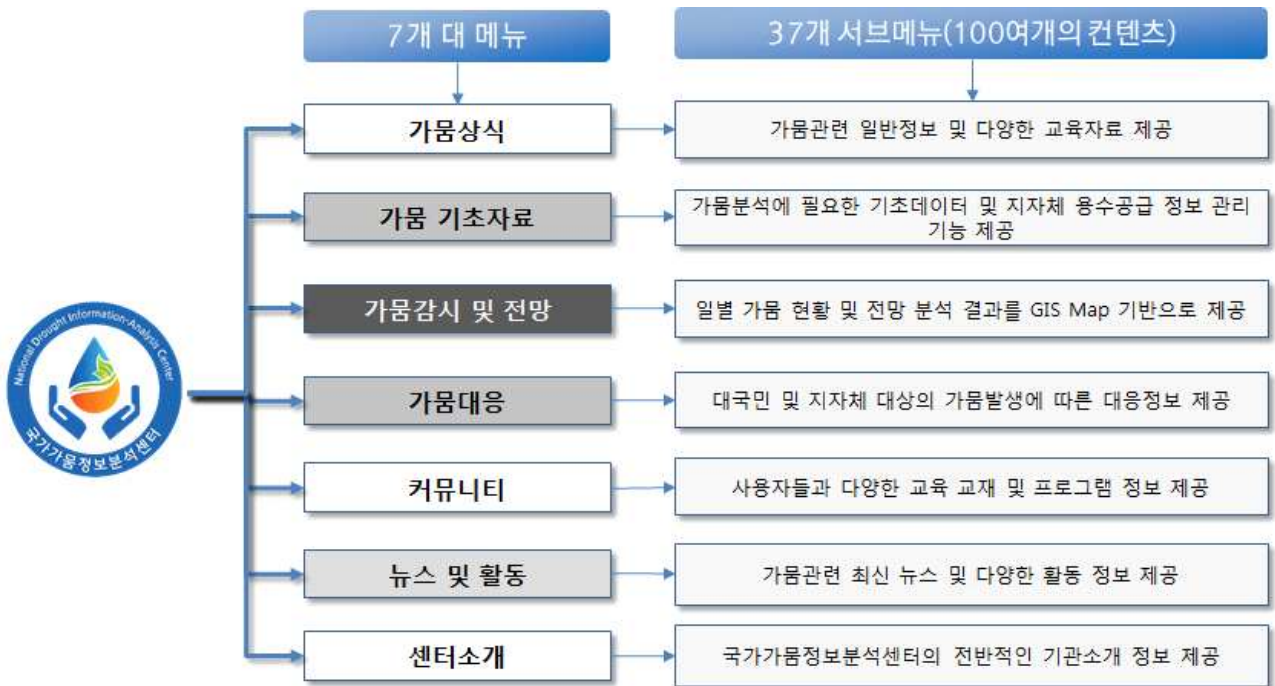 7개 대 메뉴
37개 서브메뉴(100여개의 컨텐츠)
가뭄상식
가뭄관련 일반정보 및 다양한 교육자료 제공
가뭄 기초자료
가뭄분석에 필요한 기초데이터 및 지자체 용수공급 정보 관리
기능 제공
가뭄감시 및 전망
일별 가뭄 현황 및 전망 분석 결과를 GIS Map 기반으로 제공
National Drought Information-Analysis Center
국가가뭄정보분석센터
가뭄대응
대국민 및 지자체 대상의 가뭄발생에 따른 대응정보 제공
커뮤니티
사용자들과 다양한 교육 교재 및 프로그램 정보 제공
뉴스 및 활동
가뭄관련 최신 뉴스 및 다양한 활동 정보 제공
센터소개
국가가뭄정보분석센터의 전반적인 기관소개 정보 제공